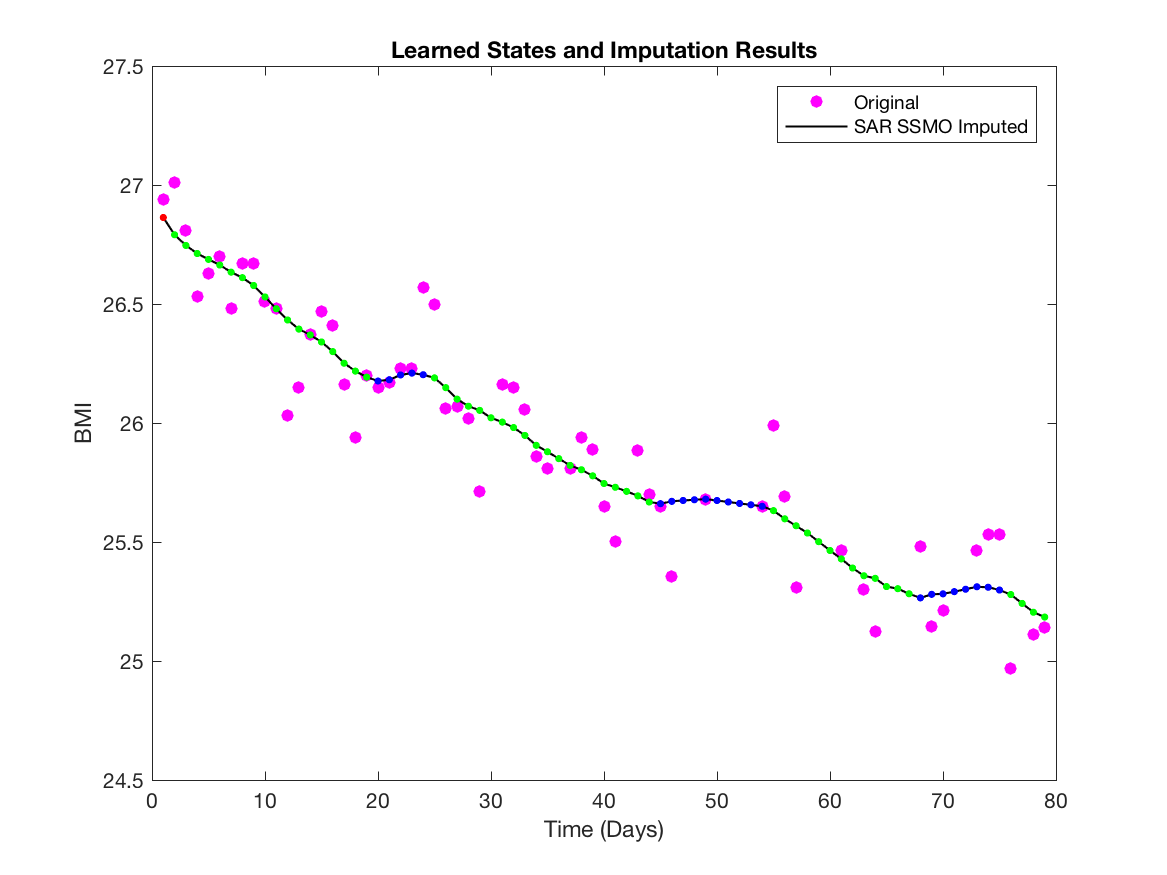 Learned States and Imputation Results
27.5
27
26.5
26
25.5
25
24.5
BMI
Original
SAR SSMO Imputed
0 10 20 30 40 50 60 70 80
Time (Days)